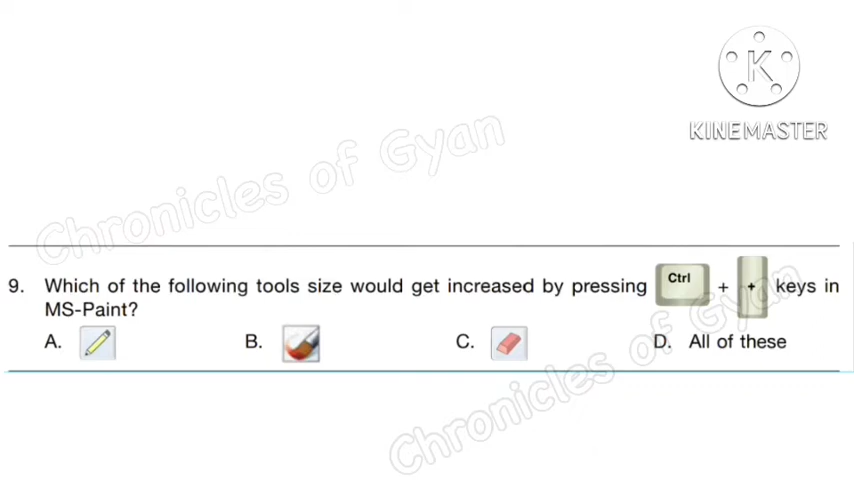 K
KINEMASTER
Chronicles of Gyan
9. Which of the following tools size would get increased by pressing Ctrl + + keys in
MS-Paint?
A. B. C. D. All of these
Chronicles of Gyan